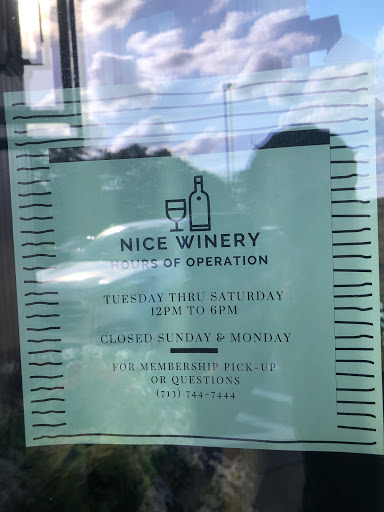 NICE WINERY
HOURS OF OPERATION
TUESDAY THRU SATURDAY
12PM TO 6PM
CLOSED SUNDAY & MONDAY
FOR MEMBERSHIP PICK-UP
OR QUESTIONS
(713) 744-7444